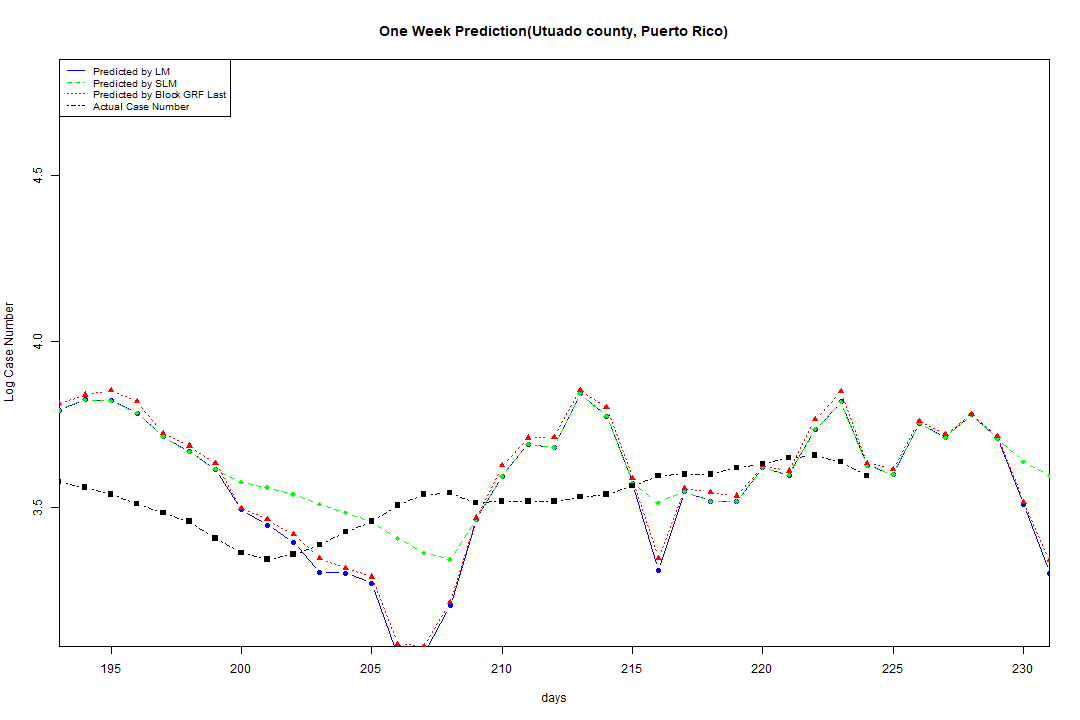 One Week Prediction(Utuado county, Puerto Rico)
Predicted by LM
Predicted by SLM
Predicted by Block GRF Last
Actual Case Number
4.5
4.0
3.5
Log Case Number
195 200 205 210 215 220 225 230
days